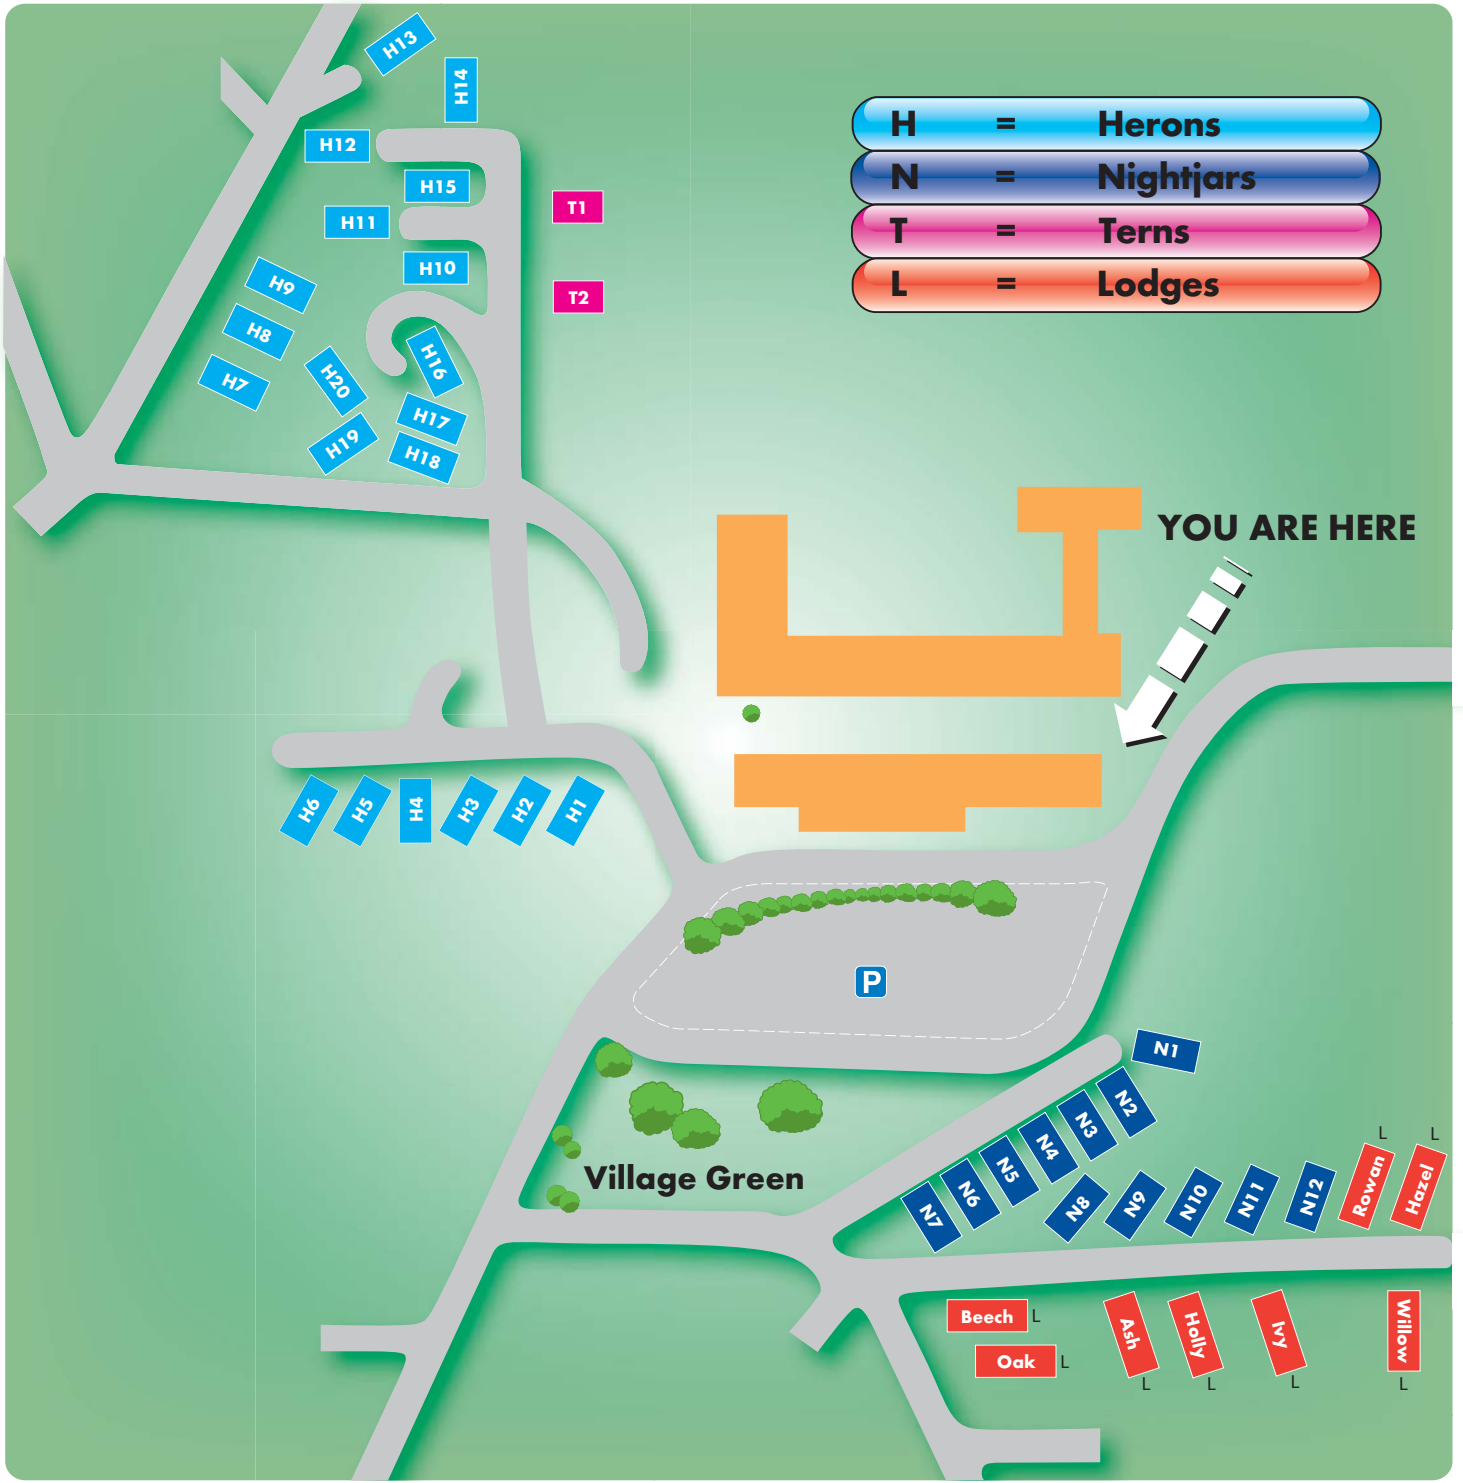 H13
H14
H = Herons
H12
N = Nightjars
H15
T1
H11
T = Terns
H10
H9
L = Lodges
T2
H8
H16
H7
H20
H17
H19
H18
YOU ARE HERE
H6
H5
H4
H3
H2
H1
P
N1
N2
N3
N4
L
L
Village Green
N5
N6
N7
N8
N9
N10
N11
N12
Rowan
Hazel
Beech L
Ash
Holly
Ivy
Willow
Oak L
L
L
L
L